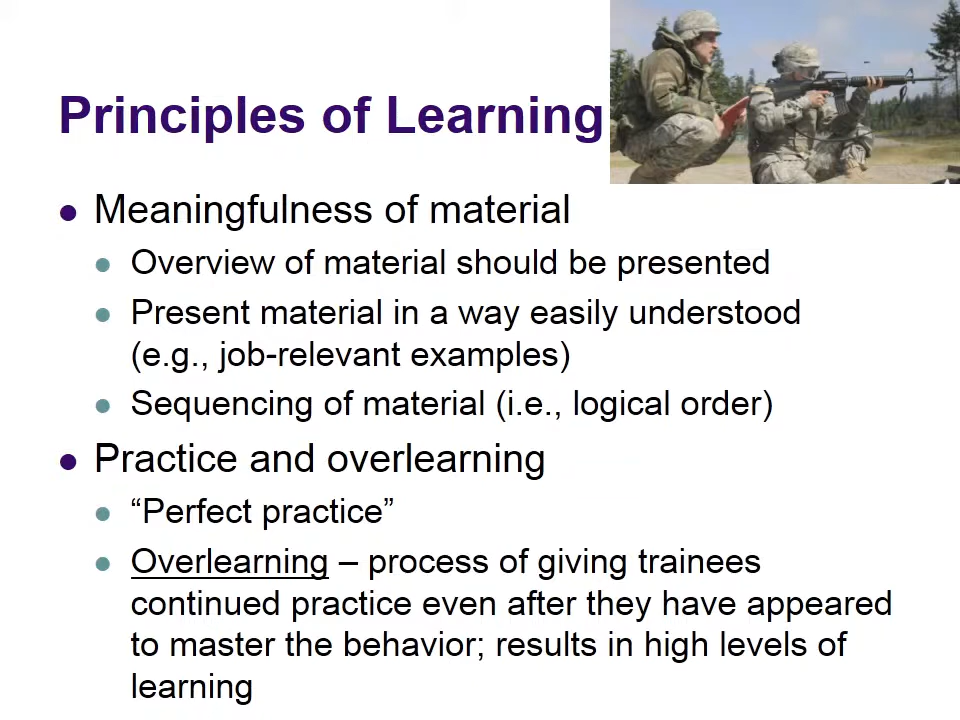 Principles of Learning
Meaningfulness of material
Overview of material should be presented
Present material in a way easily understood
(e.g., job-relevant examples)
Sequencing of material (i.e., logical order)
Practice and overlearning
“Perfect practice”
Overlearning – process of giving trainees
continued practice even after they have appeared
to master the behavior; results in high levels of
learning